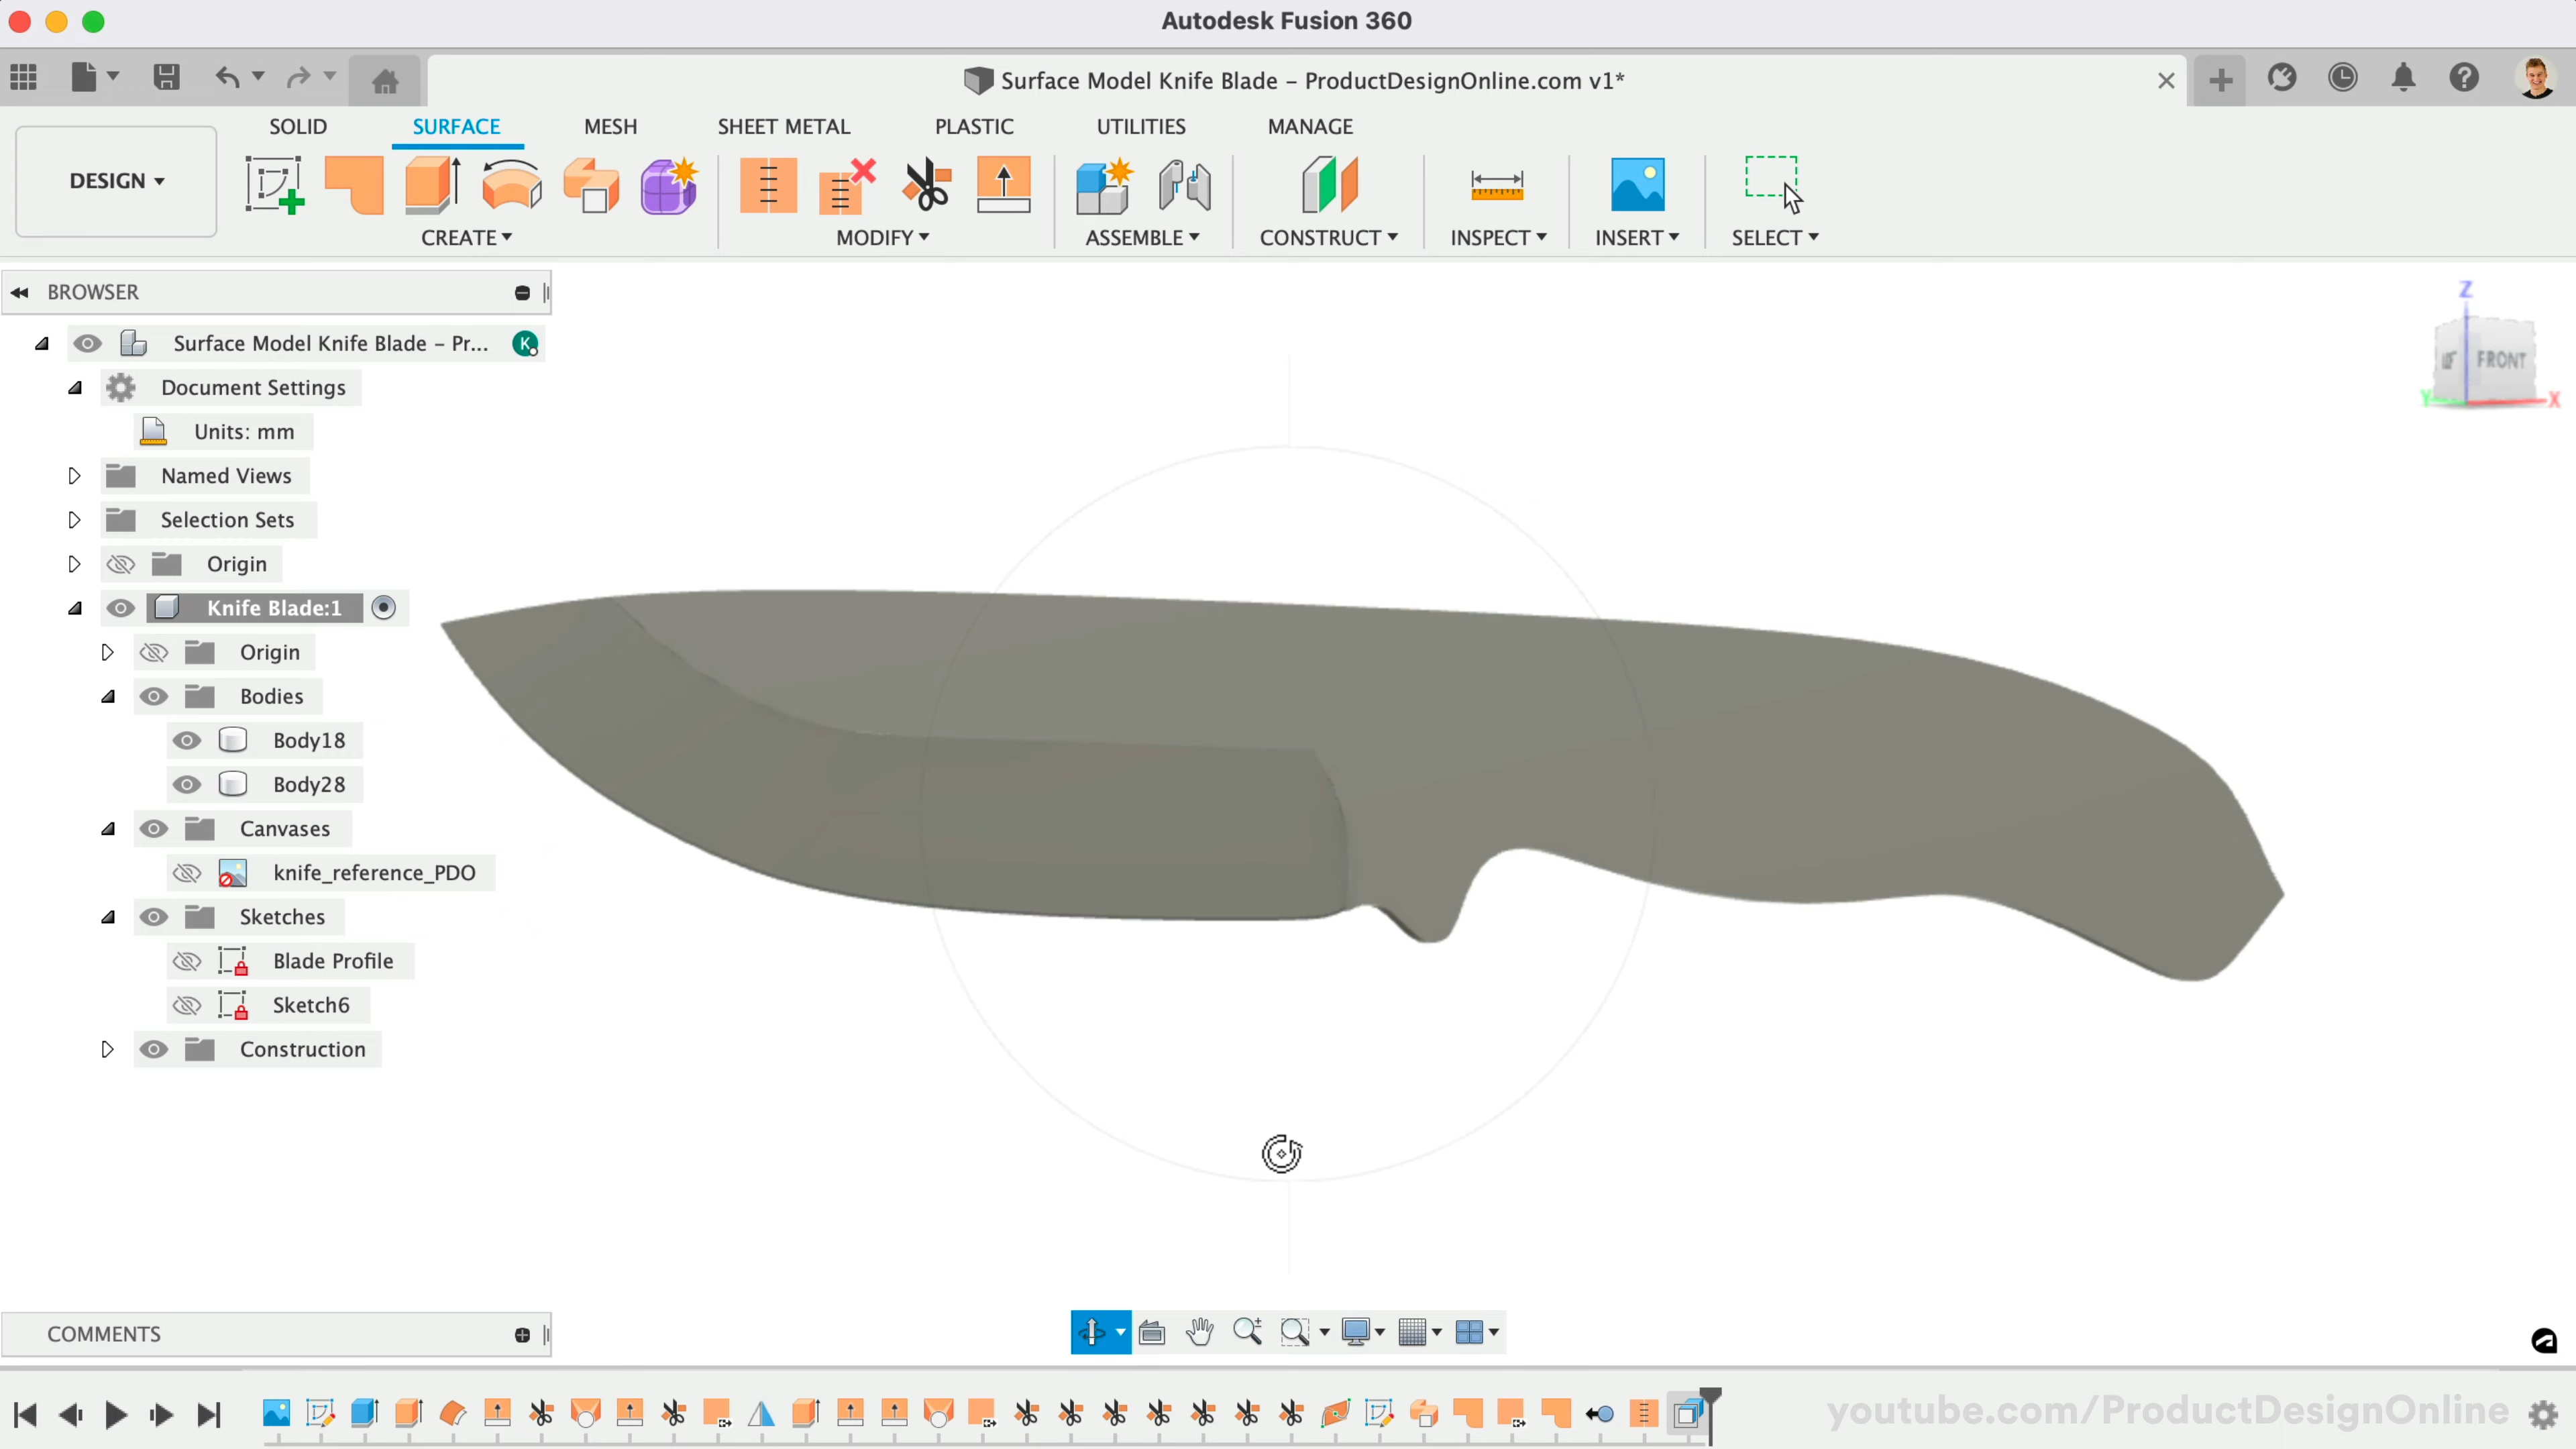 Autodesk Fusion 360
Surface Model Knife Blade – ProductDesignOnline.com v1*
SOLID SURFACE MESH SHEET METAL PLASTIC UTILITIES MANAGE
DESIGN
CREATE MODIFY ASSEMBLE CONSTRUCT INSPECT INSERT SELECT
BROWSER
Surface Model Knife Blade – Pr... K
Document Settings
Units: mm
Named Views
Selection Sets
Origin
Knife Blade:1
Origin
Bodies
Body18
Body28
Canvases
knife_reference_PDO
Sketches
Blade Profile
Sketch6
Construction
Z
FRONT
Y X
COMMENTS
youtube.com/ProductDesignOnline